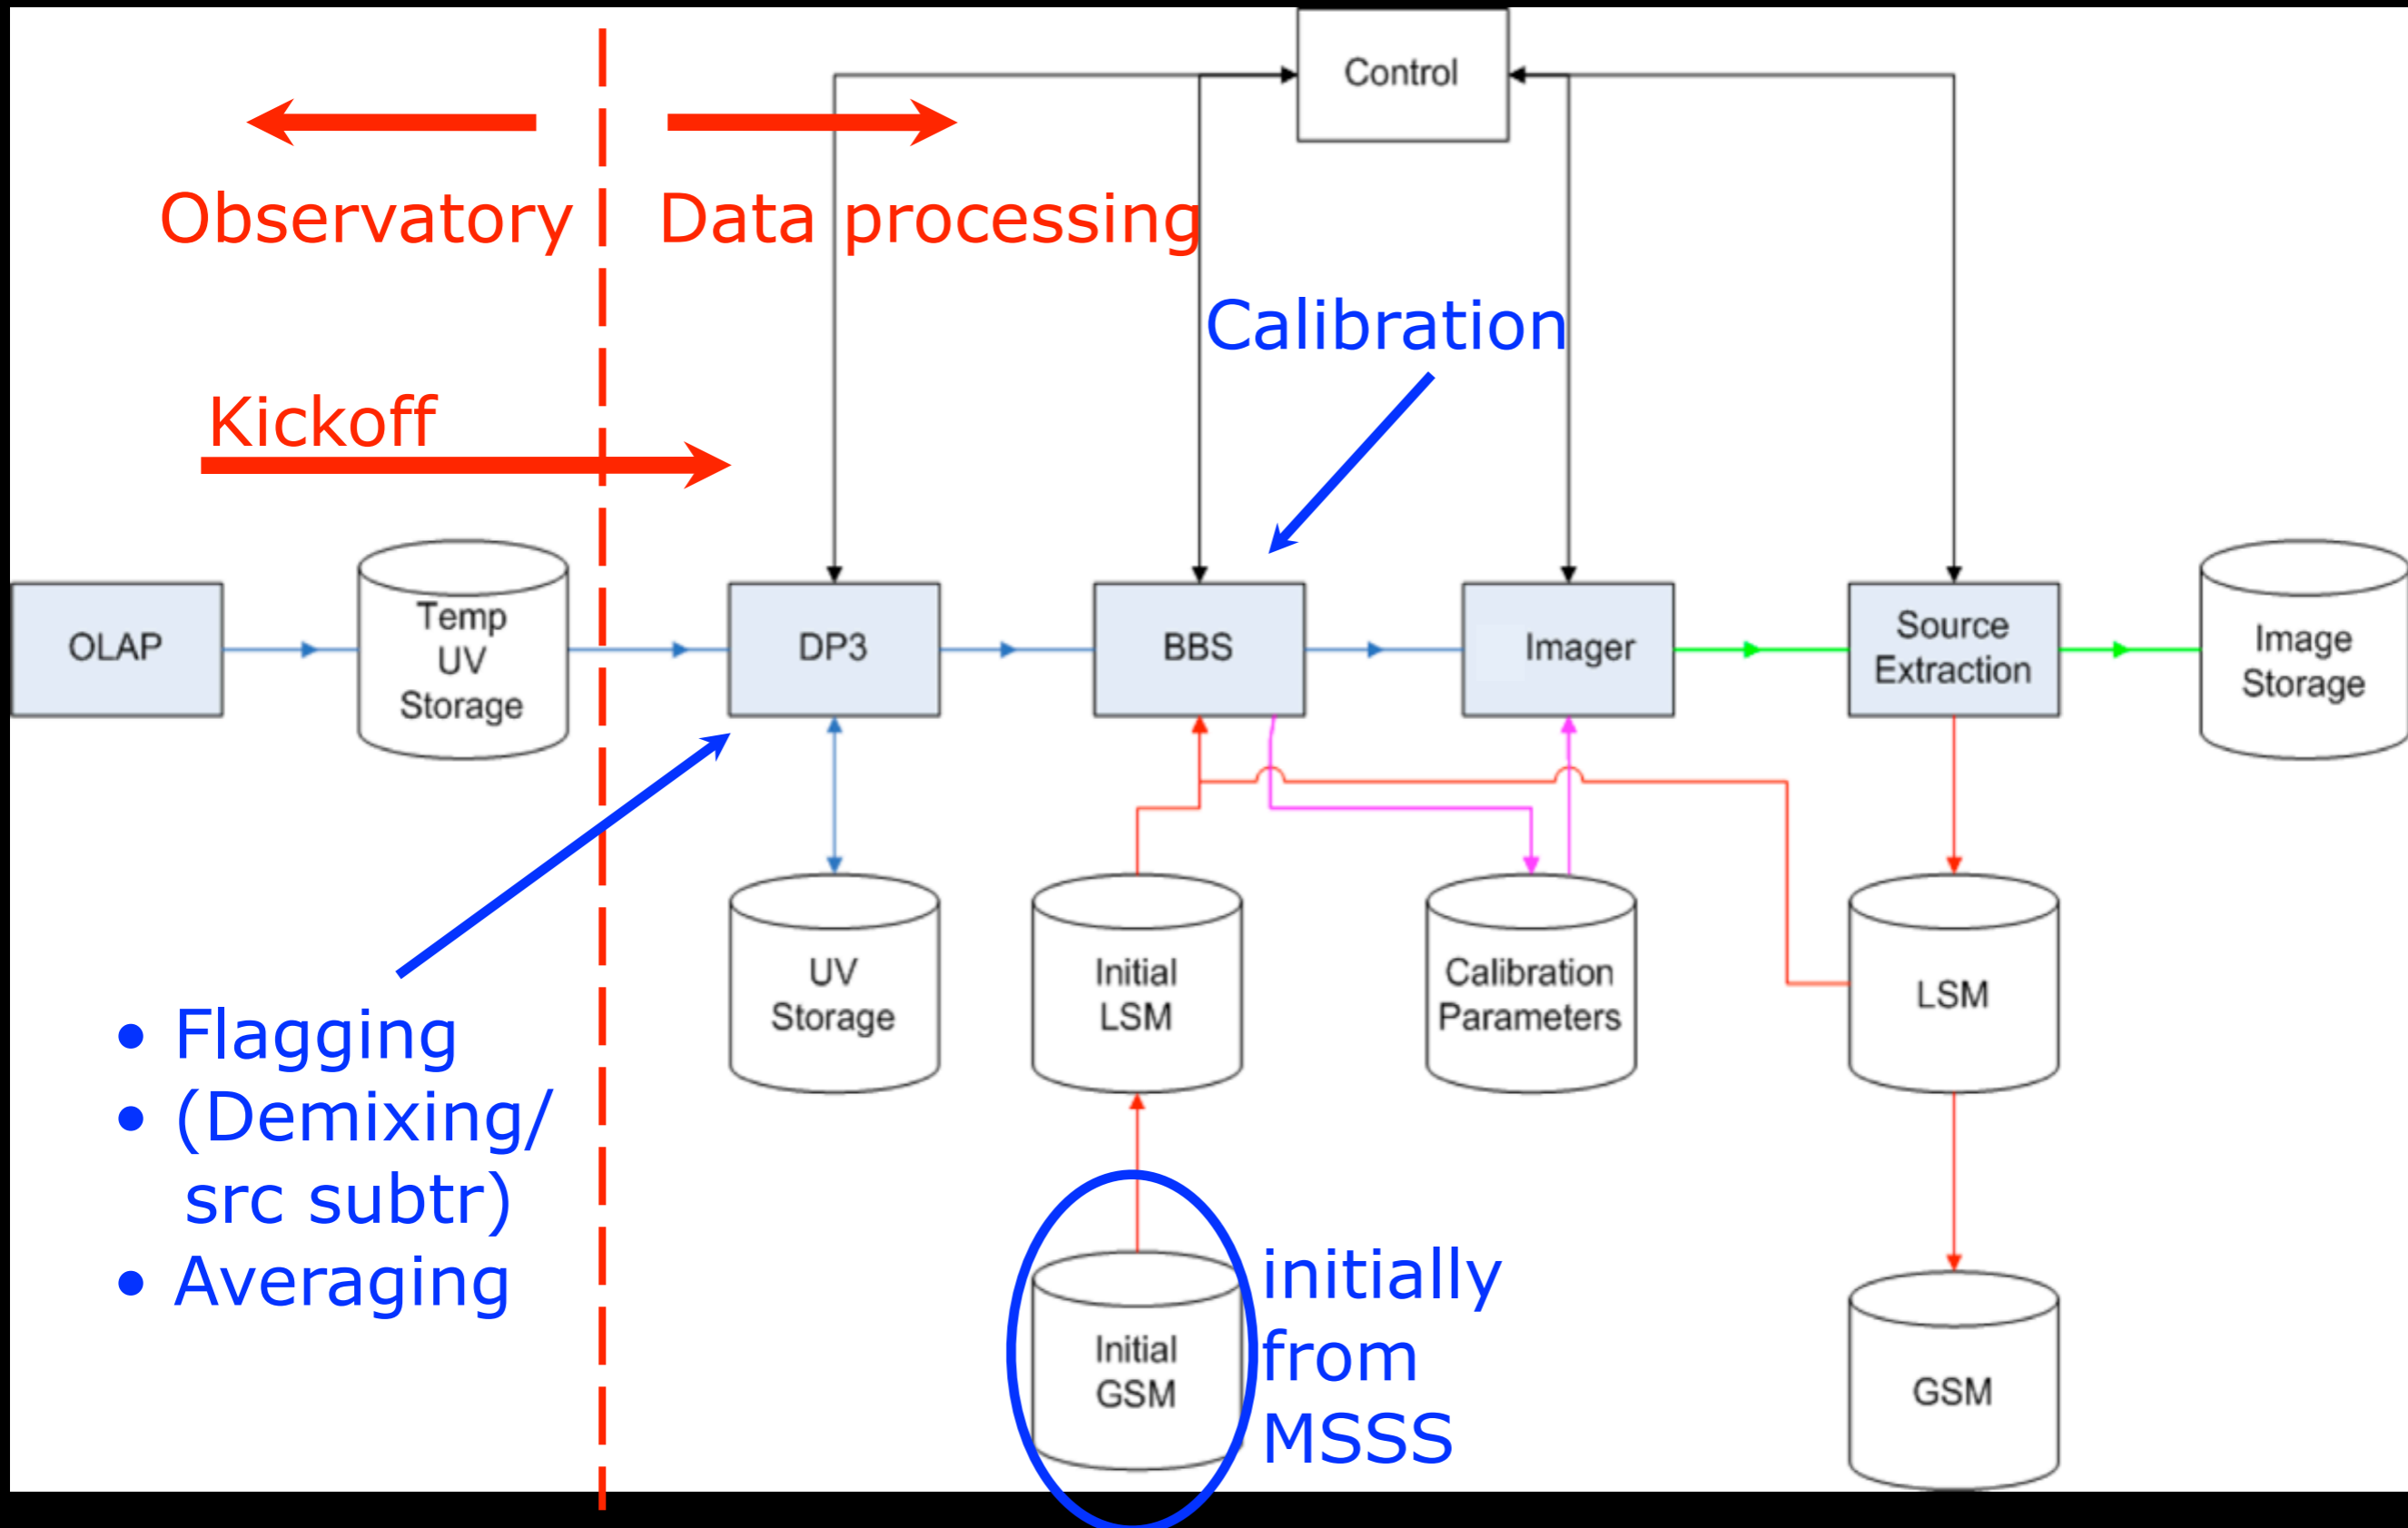 Control
Observatory
Data processing
Calibration
Kickoff
OLAP
Temp
UV
Storage
DP3
BBS
Imager
Source
Extraction
Image
Storage
UV
Storage
Initial
LSM
Calibration
Parameters
LSM
• Flagging
• (Demixing/
src subtr)
• Averaging
Initial
GSM
initially
from
MSSS
GSM